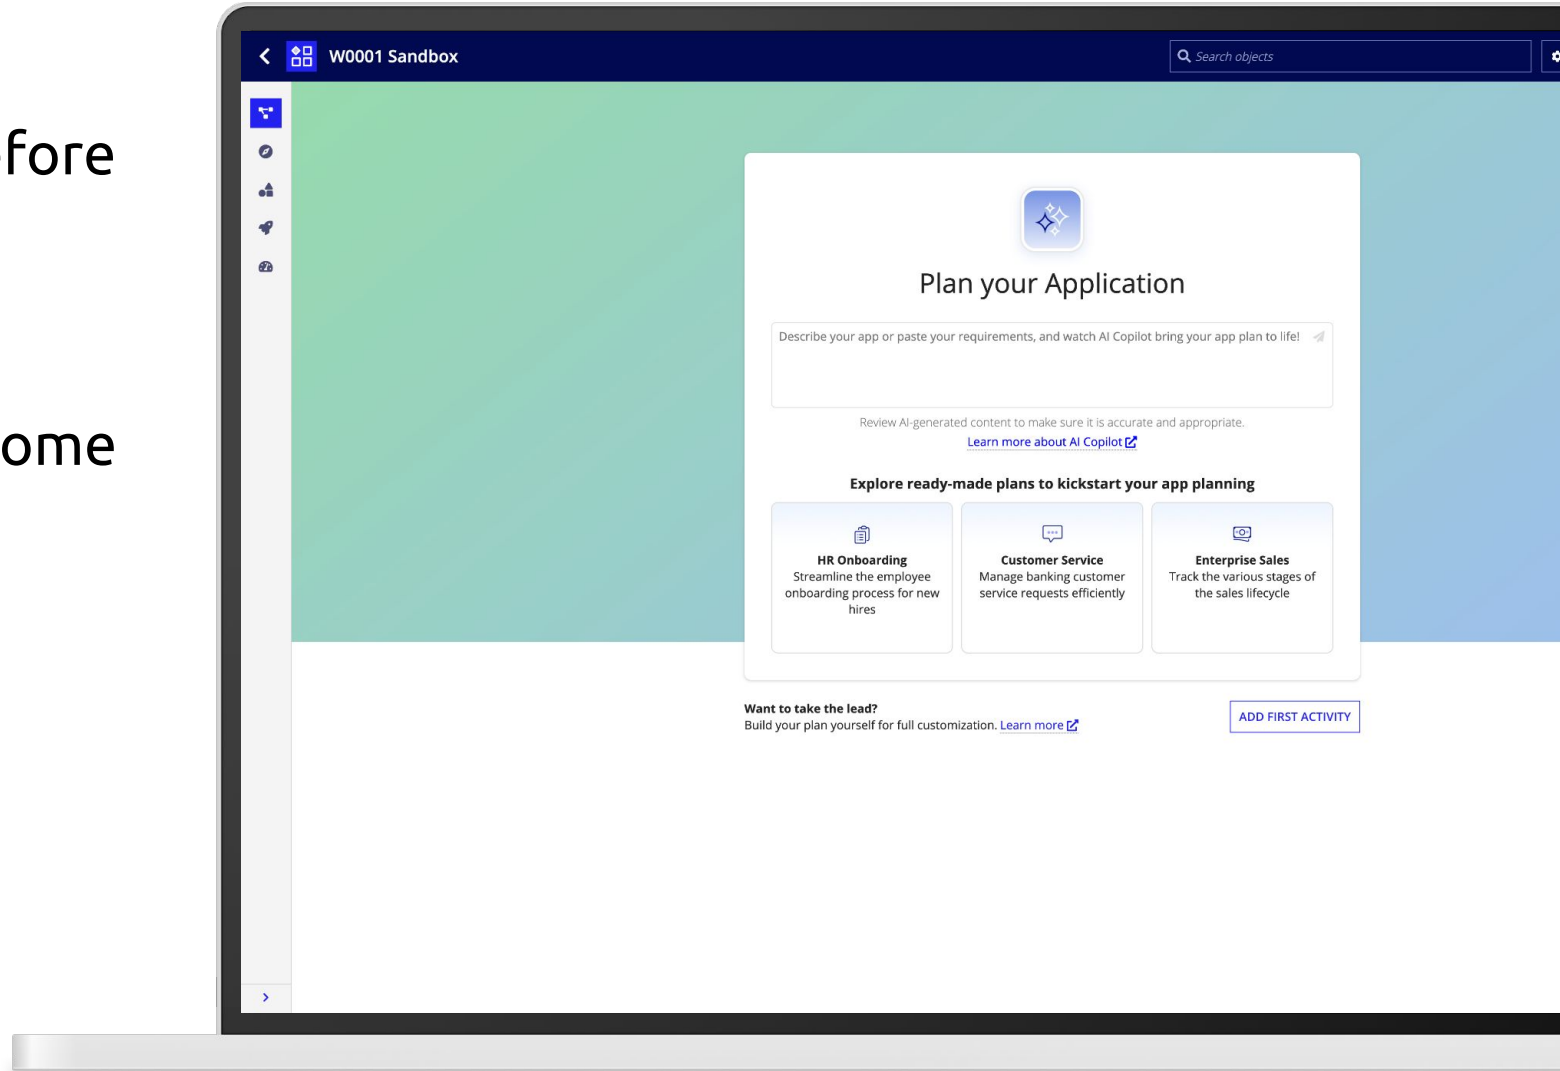 fore
ome
W0001 Sandbox
Search objects
Plan your Application
Describe your app or paste your requirements, and watch AI Copilot bring your app plan to life!
Review AI-generated content to make sure it is accurate and appropriate.
Learn more about AI Copilot
Explore ready-made plans to kickstart your app planning
HR Onboarding
Streamline the employee
onboarding process for new
hires
Customer Service
Manage banking customer
service requests efficiently
Enterprise Sales
Track the various stages of
the sales lifecycle
Want to take the lead?
Build your plan yourself for full customization. Learn more
ADD FIRST ACTIVITY